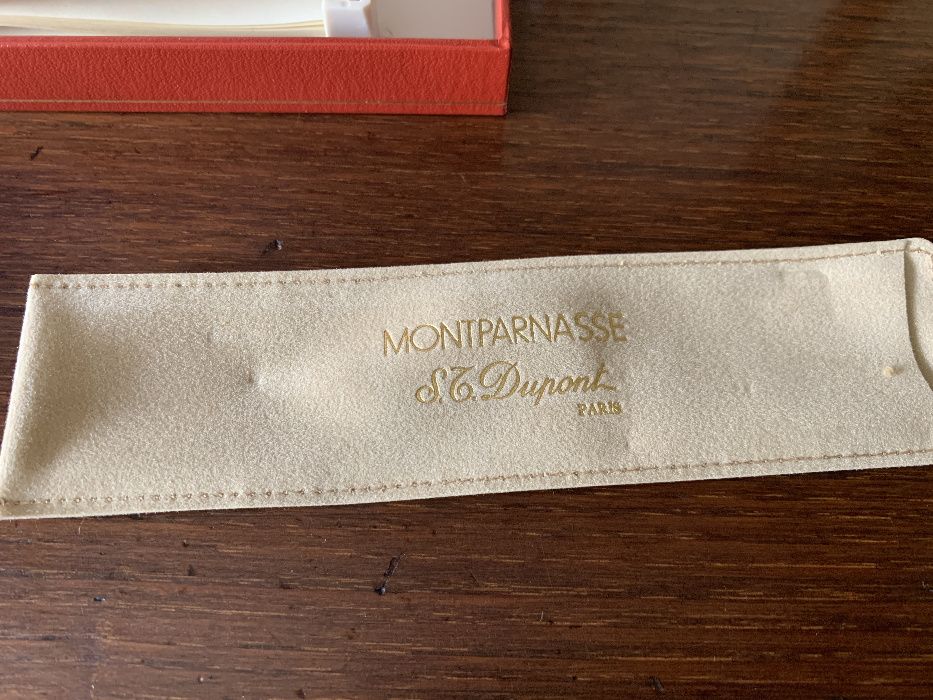 MONTPARNASSE
S.T. Dupont
PARIS